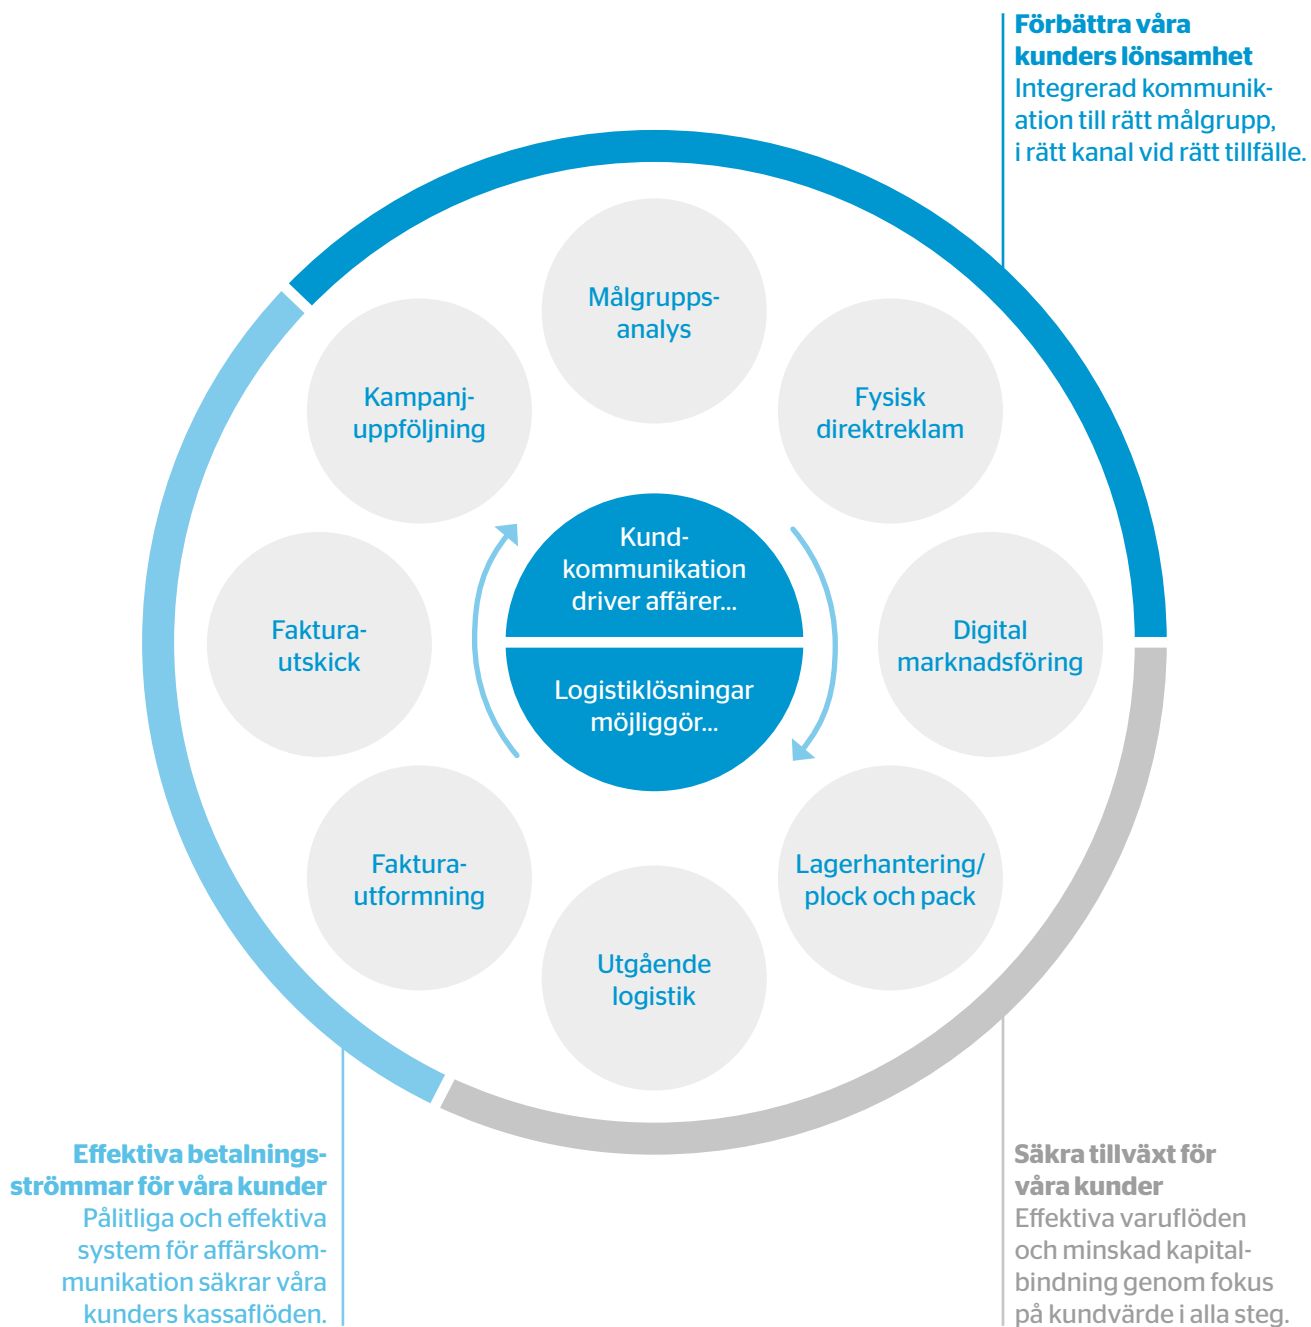 Förbättra våra
kunders lönsamhet
Integrerad kommunik-
ation till rätt målgrupp,
i rätt kanal vid rätt tillfälle.
Målgrupps-
analys
Kampanj-
uppföljning
Fysisk
direktreklam
Kund-
kommunikation
driver affärer...
Faktura-
utskick
Digital
marknadsföring
Logistiklösningar
möjliggör...
Faktura-
utformning
Lagerhantering/
plock och pack
Utgående
logistik
Effektiva betalnings-
strömmar för våra kunder
Pålitliga och effektiva
system för affärskom-
munikation säkrar våra
kunders kassaflöden.
Säkra tillväxt för
våra kunder
Effektiva varuflöden
och minskad kapital-
bindning genom fokus
på kundvärde i alla steg.